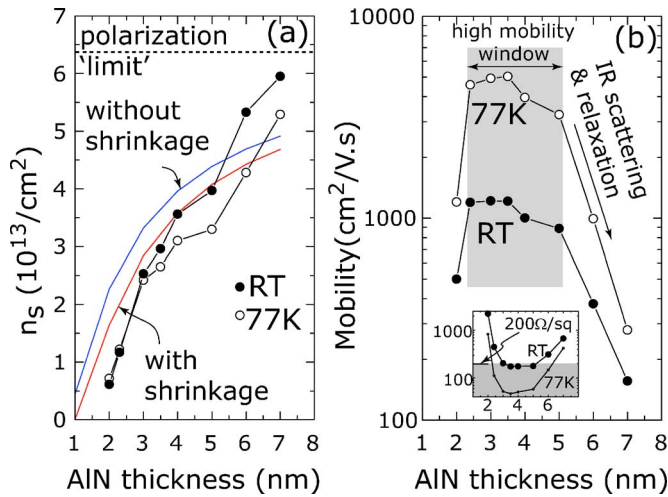 7
6
5
4
3
2
1
0
polarization
'limit'
(a)
without
shrinkage
RT
77K
with
shrinkage
n_s (10^13/cm^2)
1 2 3 4 5 6 7 8
AlN thickness (nm)
10000
1000
100
Mobility(cm^2/V.s)
high mobility
window
(b)
IR scattering
& relaxation
77K
RT
200Ω/sq
1000
100
RT
77K
2 4 6
1 2 3 4 5 6 7 8
AlN thickness (nm)